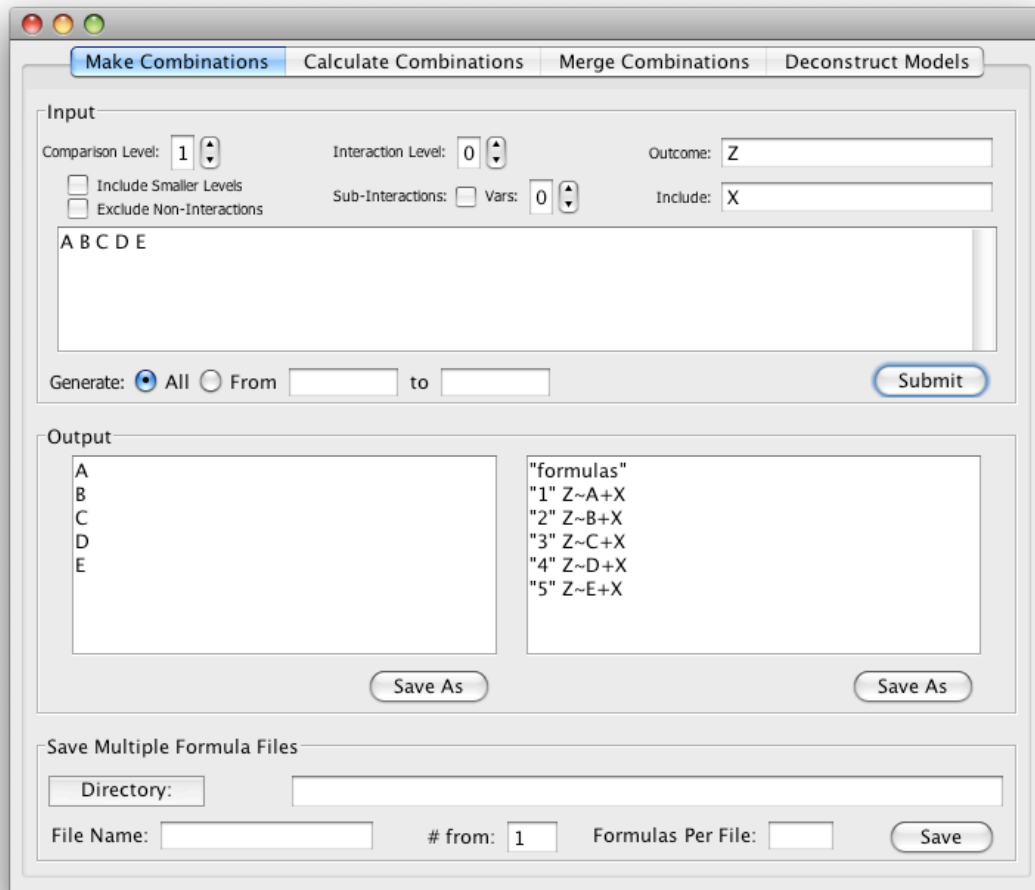 Make Combinations Calculate Combinations Merge Combinations Deconstruct Models
Input
Comparison Level: 1 Interaction Level: 0 Outcome: Z
Include Smaller Levels
Sub-Interactions: Vars: 0 Include: X
Exclude Non-Interactions
A B C D E
Generate: All From to Submit
Output
A
B
C
D
E
"formulas"
"1" Z~A+X
"2" Z~B+X
"3" Z~C+X
"4" Z~D+X
"5" Z~E+X
Save As Save As
Save Multiple Formula Files
Directory:
File Name: # from: 1 Formulas Per File: Save